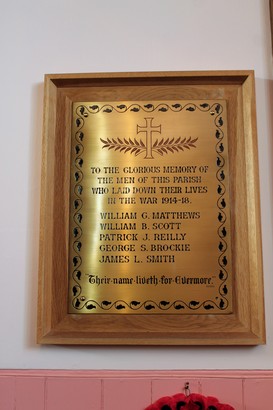 TO THE GLORIOUS MEMORY OF
THE MEN OF THIS PARISH
WHO LAID DOWN THEIR LIVES
IN THE WAR 1914-18.
WILLIAM G. MATTHEWS
WILLIAM B. SCOTT
PATRICK J. REILLY
GEORGE S. BROCKIE
JAMES L. SMITH
"Their-name-liveth-for-Evermore."